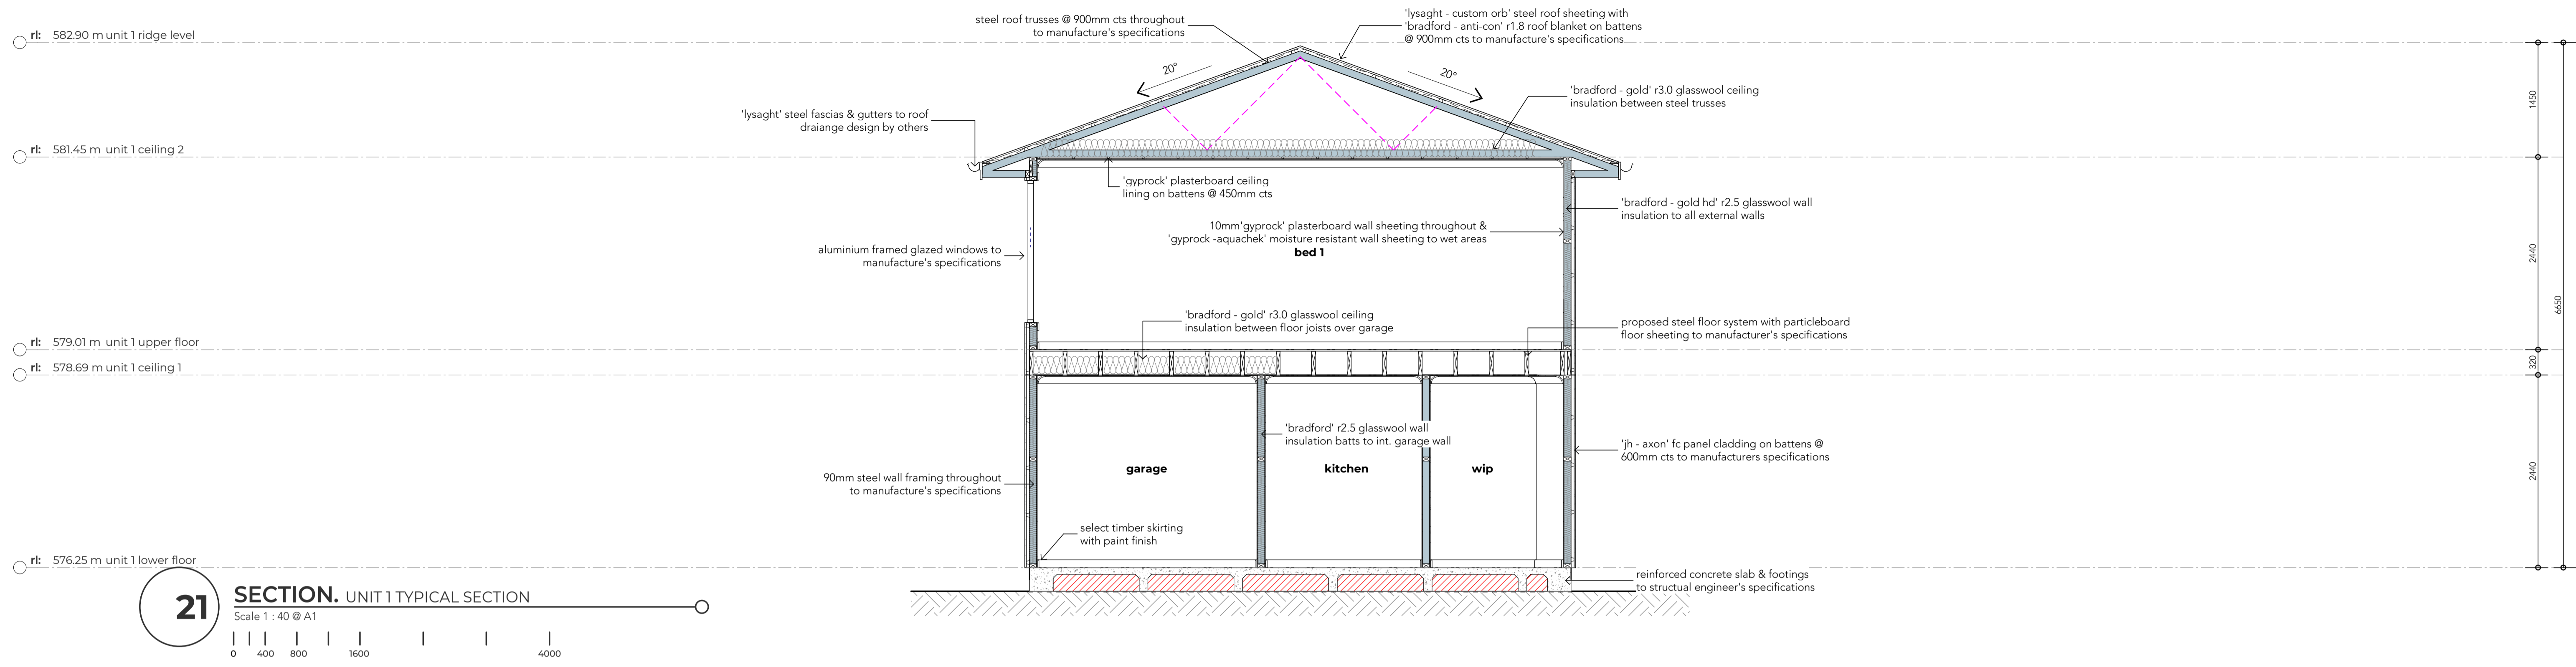 steel roof trusses @ 900mm cts throughout
to manufacture's specifications
'lysaght - custom orb' steel roof sheeting with
'bradford - anti-con' r1.8 roof blanket on battens
@ 900mm cts to manufacture's specifications
rl: 582.90 m unit 1 ridge level
20°
20°
'bradford - gold' r3.0 glasswool ceiling
insulation between steel trusses
1450
'lysaght' steel fascias & gutters to roof
draiange design by others
rl: 581.45 m unit 1 ceiling 2
'gyprock' plasterboard ceiling
lining on battens @ 450mm cts
'bradford - gold hd' r2.5 glasswool wall
insulation to all external walls
10mm'gyprock' plasterboard wall sheeting throughout &
'gyprock -aquachek' moisture resistant wall sheeting to wet areas
bed 1
aluminium framed glazed windows to
manufacture's specifications
2440
6650
'bradford - gold' r3.0 glasswool ceiling
insulation between floor joists over garage
proposed steel floor system with particleboard
floor sheeting to manufacturer's specifications
rl: 579.01 m unit 1 upper floor
320
rl: 578.69 m unit 1 ceiling 1
'bradford' r2.5 glasswool wall
insulation batts to int. garage wall
'jh - axon' fc panel cladding on battens @
600mm cts to manufacturers specifications
garage
kitchen
wip
2440
90mm steel wall framing throughout
to manufacture's specifications
select timber skirting
with paint finish
rl: 576.25 m unit 1 lower floor
reinforced concrete slab & footings
to structual engineer's specifications
21
SECTION. UNIT 1 TYPICAL SECTION
Scale 1 : 40 @ A1
0 400 800 1600 4000